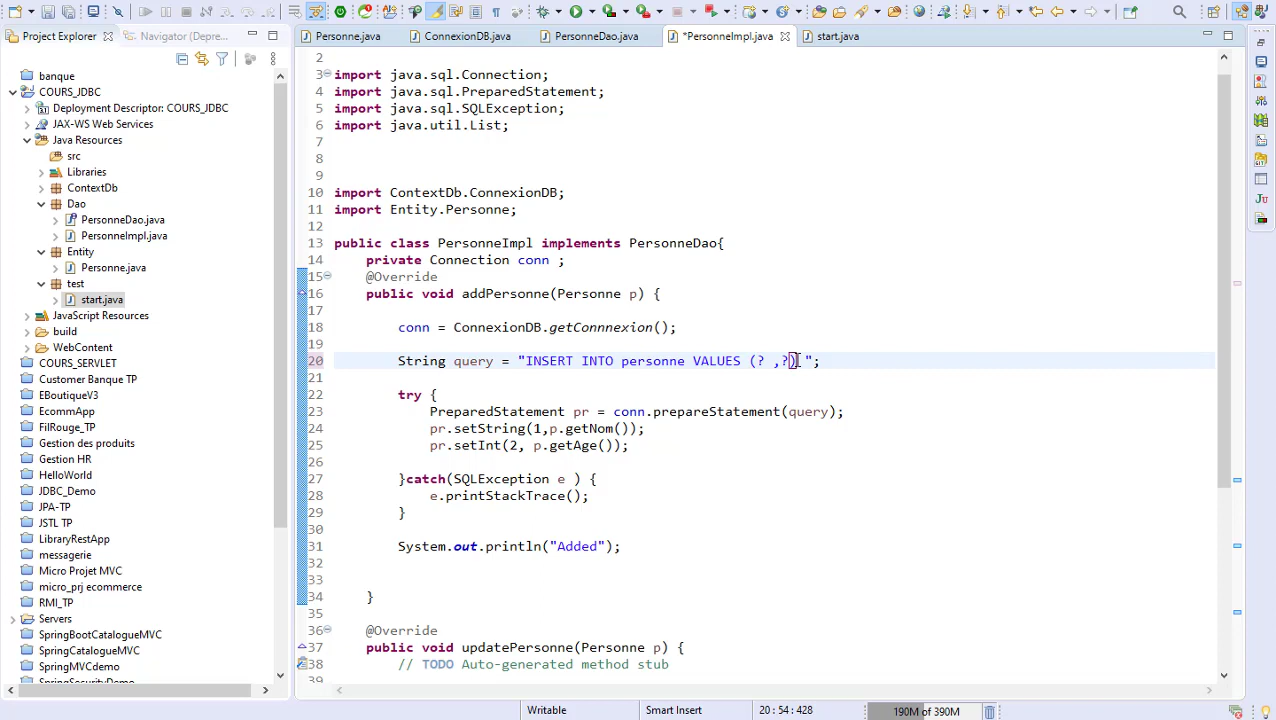 Project Explorer
Navigator (Depre...
Personne.java
ConnexionDB.java
PersonneDao.java
*PersonneImpl.java
start.java
banque
COURS_JDBC
Deployment Descriptor: COURS_JDBC
JAX-WS Web Services
Java Resources
src
Libraries
ContextDb
Dao
PersonneDao.java
PersonneImpl.java
Entity
Personne.java
test
start.java
JavaScript Resources
build
WebContent
COURS_SERVLET
Customer Banque TP
EBoutiqueV3
EcommApp
FilRouge_TP
Gestion des produits
Gestion HR
HelloWorld
JDBC_Demo
JPA-TP
JSTL TP
LibraryRestApp
messagerie
Micro Projet MVC
micro_prj ecommerce
RMI_TP
Servers
SpringBootCatalogueMVC
SpringCatalogueMVC
SpringMVCdemo
SpringSecurityDemo
2
3 import java.sql.Connection;
4 import java.sql.PreparedStatement;
5 import java.sql.SQLException;
6 import java.util.List;
7
8
9
10 import ContextDb.ConnexionDB;
11 import Entity.Personne;
12
13 public class PersonneImpl implements PersonneDao{
14 private Connection conn ;
15 @Override
16 public void addPersonne(Personne p) {
17
18 conn = ConnexionDB.getConnnexion();
19
20 String query = "INSERT INTO personne VALUES (? ,?) ";
21
22 try {
23 PreparedStatement pr = conn.prepareStatement(query);
24 pr.setString(1,p.getNom());
25 pr.setInt(2, p.getAge());
26
27 }catch(SQLException e ) {
28 e.printStackTrace();
29 }
30
31 System.out.println("Added");
32
33
34 }
35
36 @Override
37 public void updatePersonne(Personne p) {
38 // TODO Auto-generated method stub
39
Writable
Smart Insert
20 : 54 : 428
190M of 390M